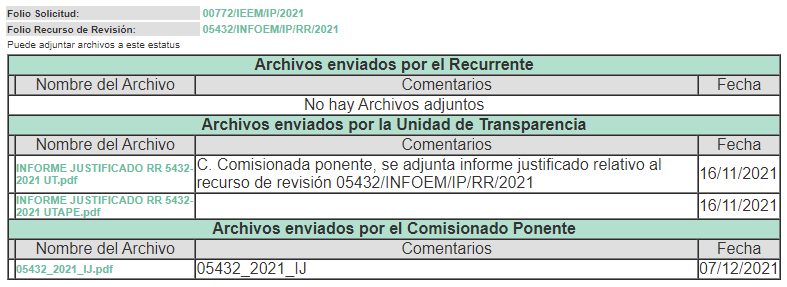 Folio Solicitud: 00772/IEEM/IP/2021
Folio Recurso de Revisión: 05432/INFOEM/IP/RR/2021
Puede adjuntar archivos a este estatus
Archivos enviados por el Recurrente
Nombre del Archivo Comentarios Fecha
No hay Archivos adjuntos
Archivos enviados por la Unidad de Transparencia
Nombre del Archivo Comentarios Fecha
INFORME JUSTIFICADO RR 5432-
2021 UT.pdf
C. Comisionada ponente, se adjunta informe justificado relativo al
recurso de revisión 05432/INFOEM/IP/RR/2021
16/11/2021
INFORME JUSTIFICADO RR 5432-
2021 UTAPE.pdf
16/11/2021
Archivos enviados por el Comisionado Ponente
Nombre del Archivo Comentarios Fecha
05432_2021_IJ.pdf 05432_2021_IJ 07/12/2021